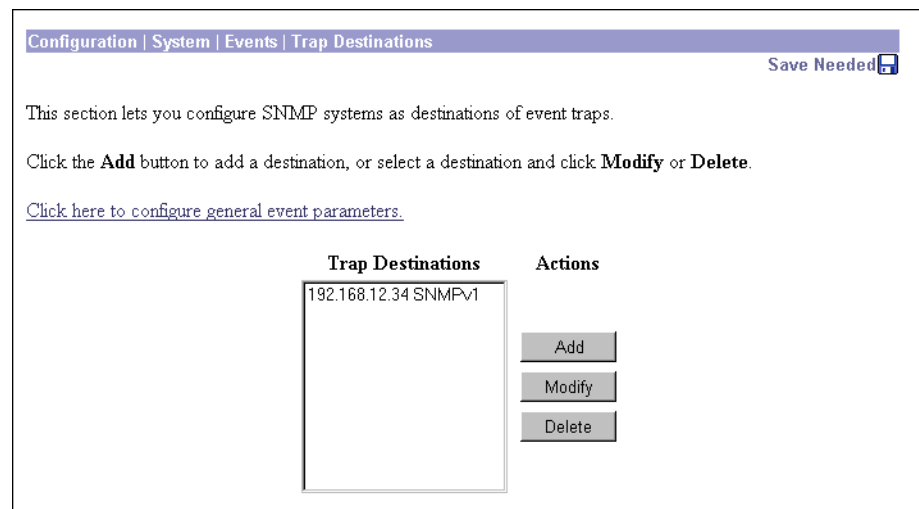 Configuration | System | Events | Trap Destinations
Save Needed
This section lets you configure SNMP systems as destinations of event traps.
Click the Add button to add a destination, or select a destination and click Modify or Delete.
Click here to configure general event parameters.
Trap Destinations Actions
192.168.12.34 SNMPv1
Add
Modify
Delete